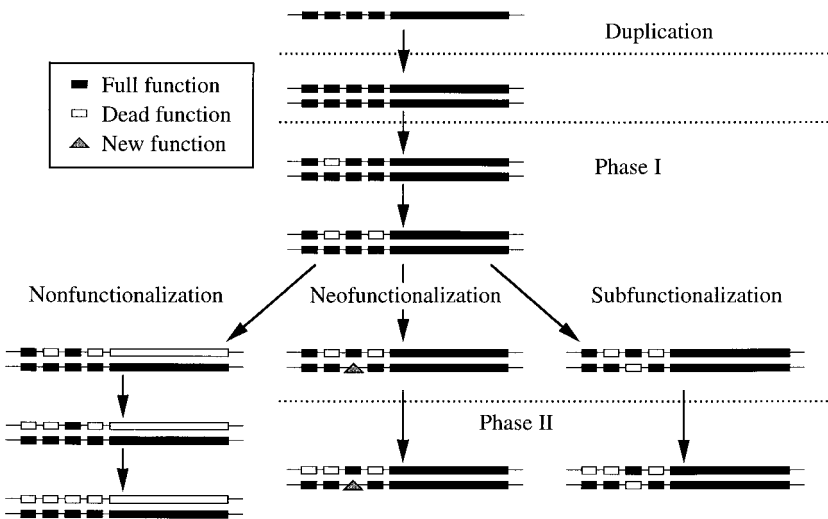 Duplication
Full function
Dead function
New function
Phase I
Nonfunctionalization
Neofunctionalization
Subfunctionalization
Phase II